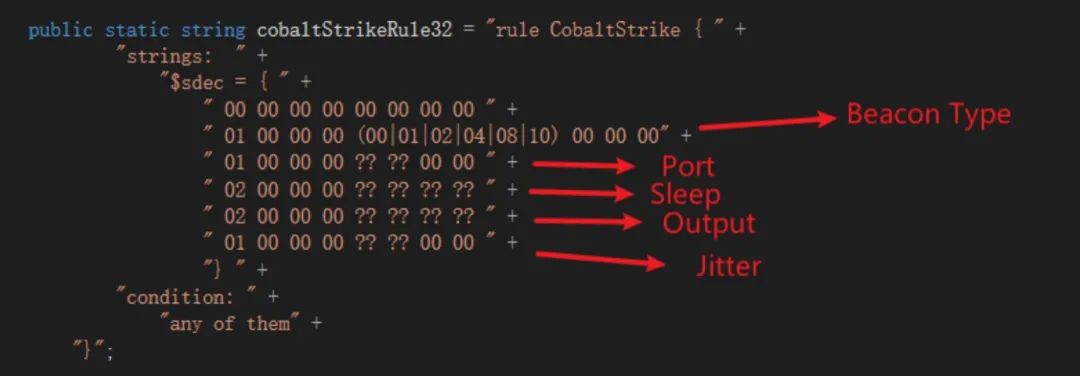 public static string cobaltStrikeRule32 = "rule CobaltStrike { " +
"strings:  " +
"$sdec = { " +
" 00 00 00 00 00 00 00 00 " +
" 01 00 00 00 (00|01|02|04|08|10) 00 00 00" +
Beacon Type
" 01 00 00 00 ?? ?? 00 00 " +
Port
" 02 00 00 00 ?? ?? ?? ?? " +
Sleep
" 02 00 00 00 ?? ?? ?? ?? " +
Output
" 01 00 00 00 ?? ?? 00 00 " +
Jitter
"} " +
"condition: " +
"any of them" +
"}";